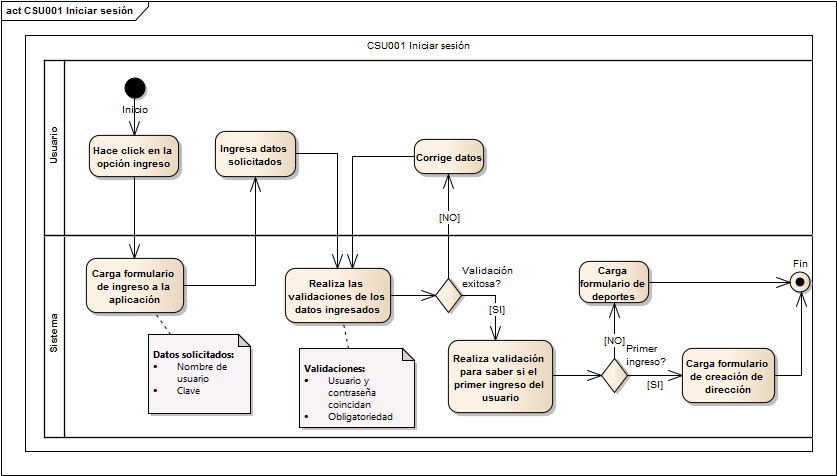 act CSU001 Iniciar sesión
CSU001 Iniciar sesión
Usuario
Inicio
Hace click en la
opción ingreso
Ingresa datos
solicitados
Corrige datos
[NO]
Sistema
Carga formulario
de ingreso a la
aplicación
Datos solicitados:
• Nombre de
usuario
• Clave
Realiza las
validaciones de los
datos ingresados
Validaciones:
• Usuario y
contraseña
coincidan
• Obligatoriedad
Validación
exitosa?
[SI]
Realiza validación
para saber si el
primer ingreso del
usuario
Carga
formulario de
deportes
[NO]
Primer
ingreso?
[SI]
Carga formulario
de creación de
dirección
Fin